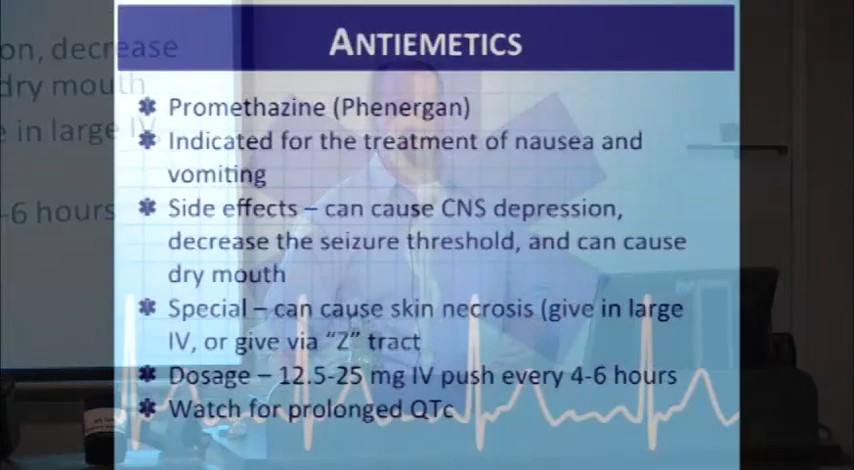 ANTIEMETICS
Promethazine (Phenergan)
Indicated for the treatment of nausea and
vomiting
Side effects – can cause CNS depression,
decrease the seizure threshold, and can cause
dry mouth
Special – can cause skin necrosis (give in large
IV, or give via “Z” tract
Dosage – 12.5-25 mg IV push every 4-6 hours
Watch for prolonged QTc
on, decrease
dry mouth
in large IV,
-6 hours